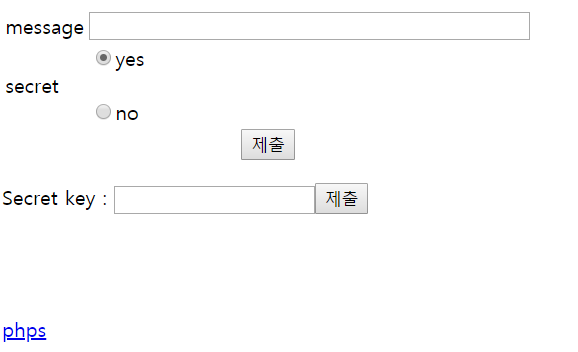 message
yes
secret
no
제출
Secret key : 제출
phps